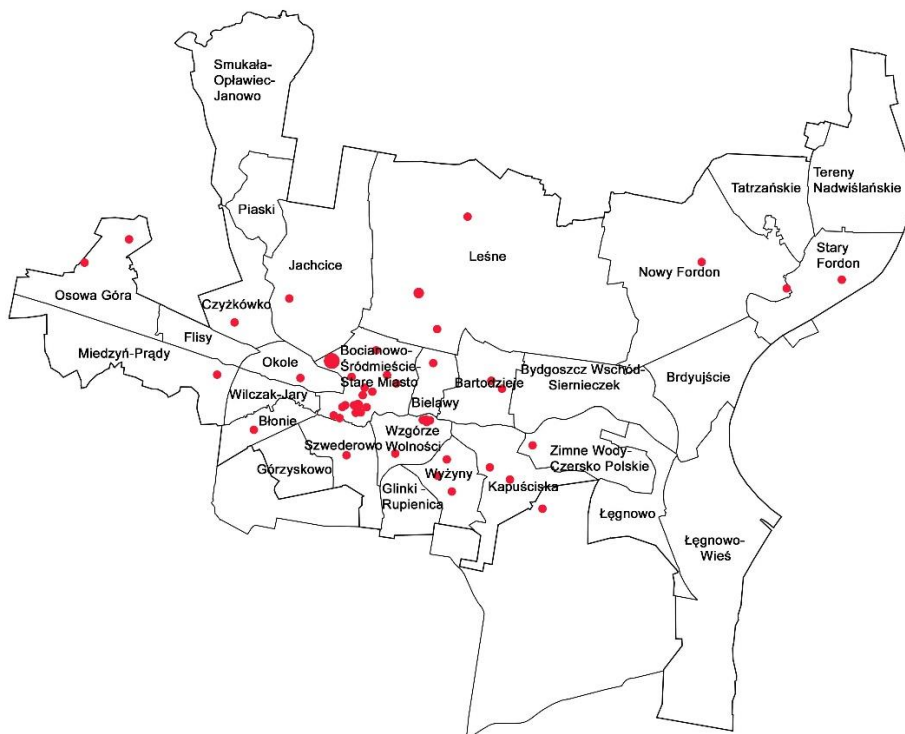 Smukała-
Opławiec-
Janowo
Piaski
Tatrzańskie
Tereny
Nadwiślańskie
Jachcice
Leśne
Nowy Fordon
Stary
Fordon
Osowa Góra
Czyżkówko
Flisy
Miedzyń-Prądy
Okole
Bocianowo-
Śródmieście-
Stare Miasto
Bartodzieje
Bydgoszcz Wschód-
Siernieczek
Brdyujście
Wilczak-Jary
Bielawy
Błonie
Szwederowo
Wzgórze
Wolności
Górzyskowo
Glinki -
Rupienica
Wyżyny
Kapuściska
Zimne Wody-
Czersko Polskie
Łęgnowo
Łęgnowo-
Wieś